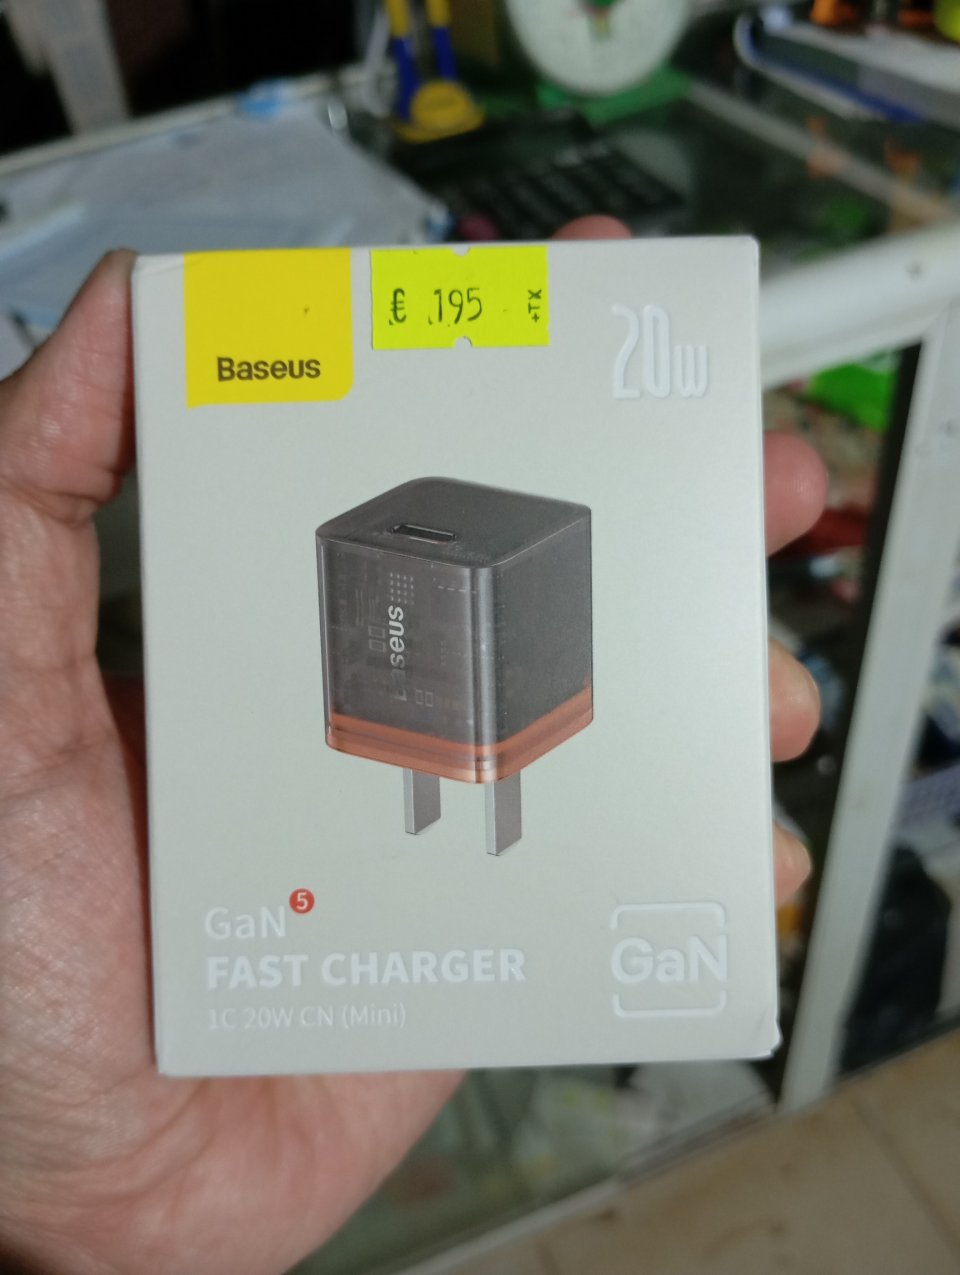 Baseus
€ .195 +TX
20w
Baseus
GaN 5
FAST CHARGER
1C 20W CN (Mini)
GaN